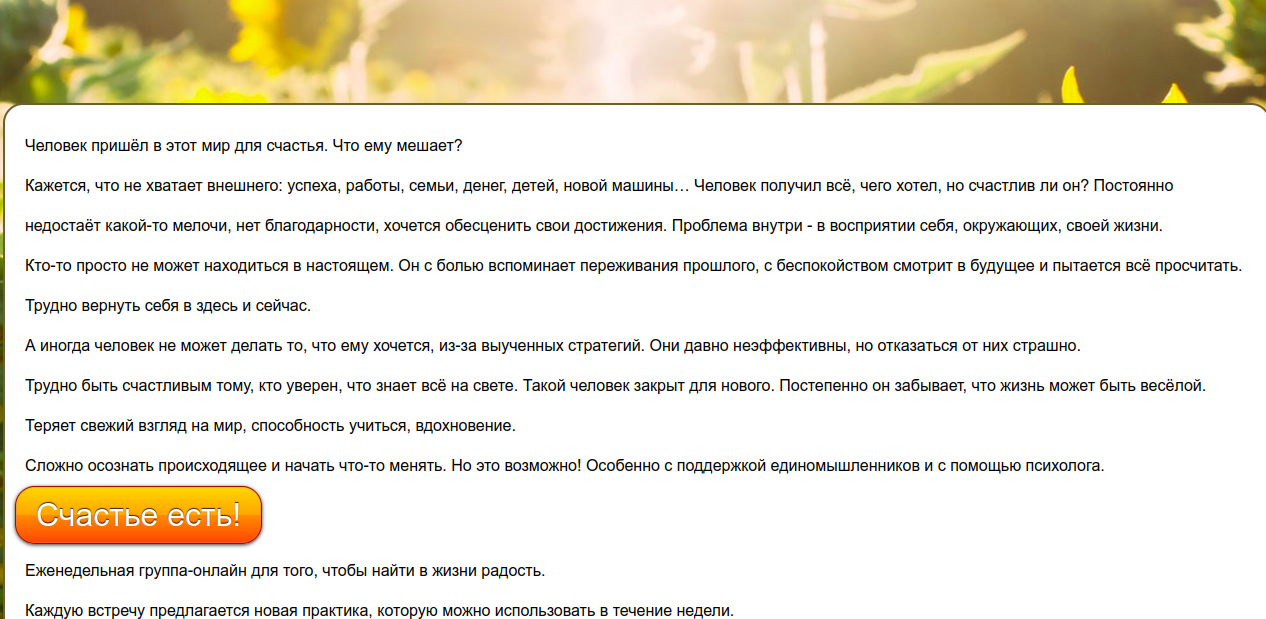 Человек пришёл в этот мир для счастья. Что ему мешает?
Кажется, что не хватает внешнего: успеха, работы, семьи, денег, детей, новой машины… Человек получил всё, чего хотел, но счастлив ли он? Постоянно
недостаёт какой-то мелочи, нет благодарности, хочется обесценить свои достижения. Проблема внутри - в восприятии себя, окружающих, своей жизни.
Кто-то просто не может находиться в настоящем. Он с болью вспоминает переживания прошлого, с беспокойством смотрит в будущее и пытается всё просчитать.
Трудно вернуть себя в здесь и сейчас.
А иногда человек не может делать то, что ему хочется, из-за выученных стратегий. Они давно неэффективны, но отказаться от них страшно.
Трудно быть счастливым тому, кто уверен, что знает всё на свете. Такой человек закрыт для нового. Постепенно он забывает, что жизнь может быть весёлой.
Теряет свежий взгляд на мир, способность учиться, вдохновение.
Сложно осознать происходящее и начать что-то менять. Но это возможно! Особенно с поддержкой единомышленников и с помощью психолога.
Счастье есть!
Еженедельная группа-онлайн для того, чтобы найти в жизни радость.
Каждую встречу предлагается новая практика, которую можно использовать в течение недели.